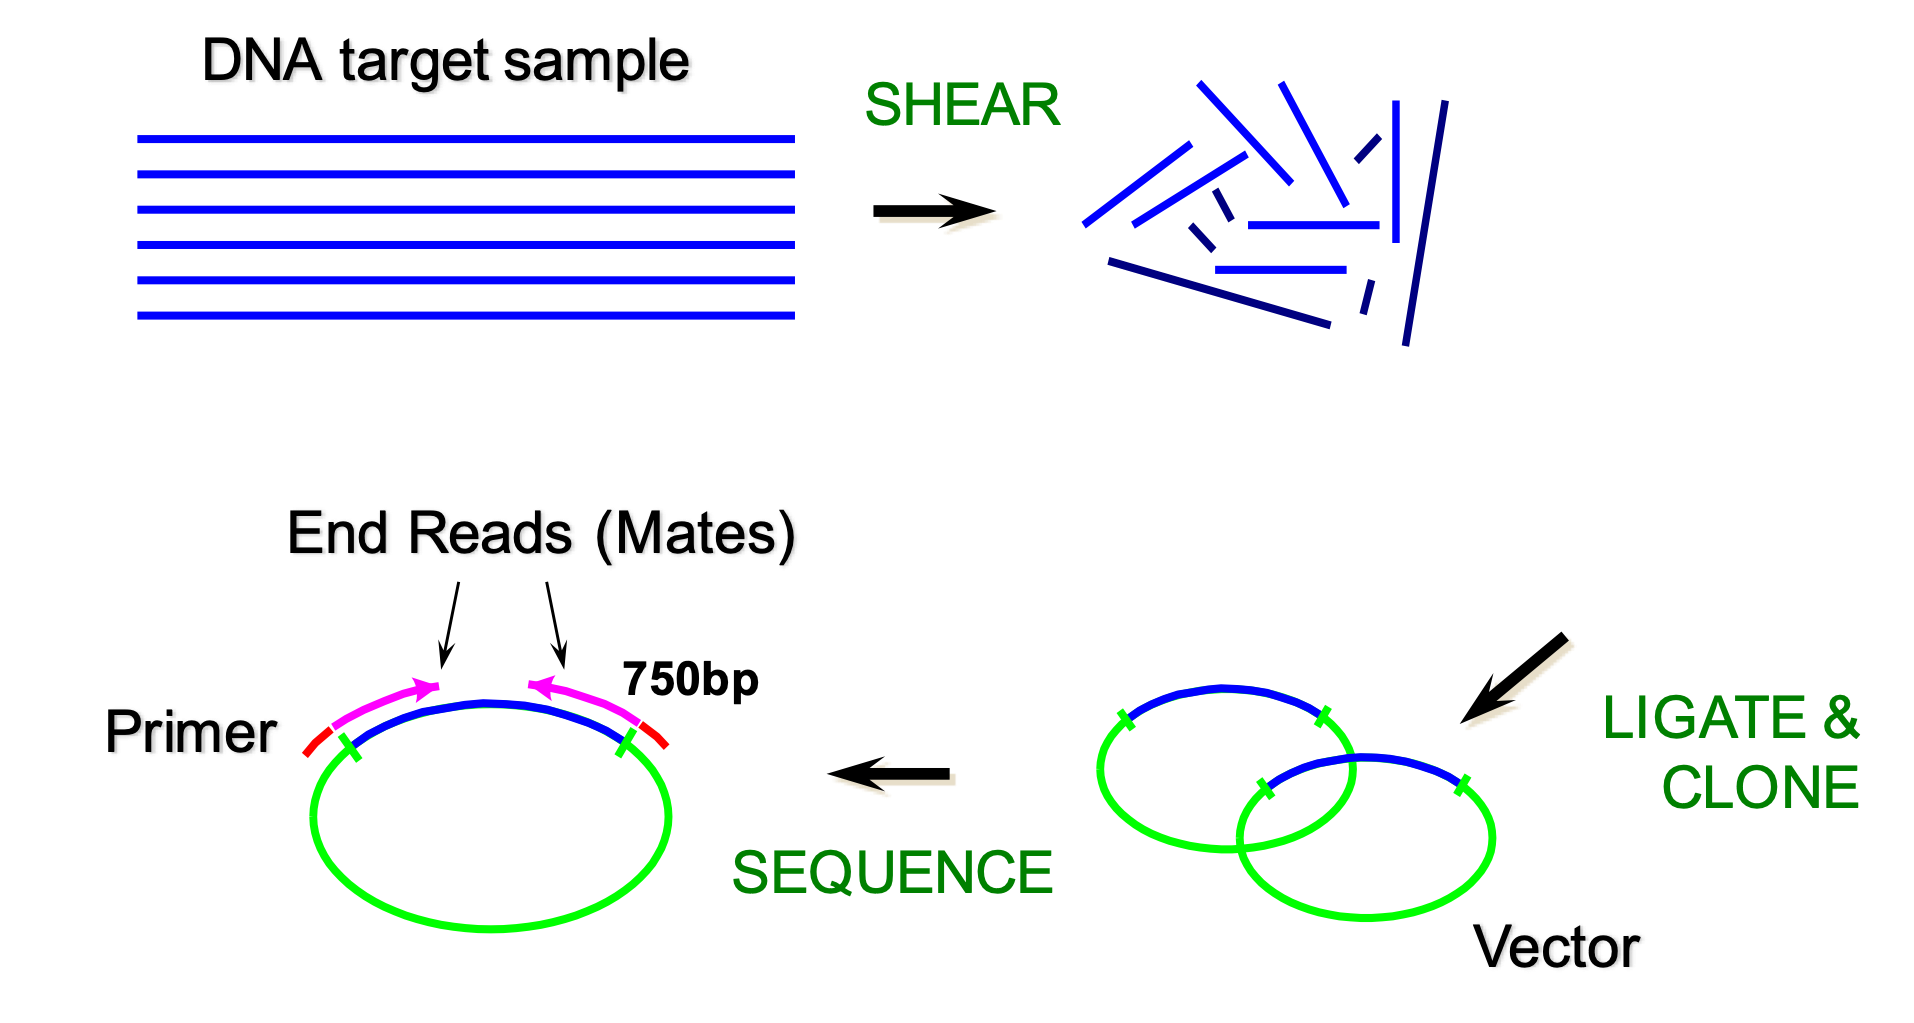 DNA target sample
SHEAR
End Reads (Mates)
750bp
Primer
LIGATE &
CLONE
SEQUENCE
Vector